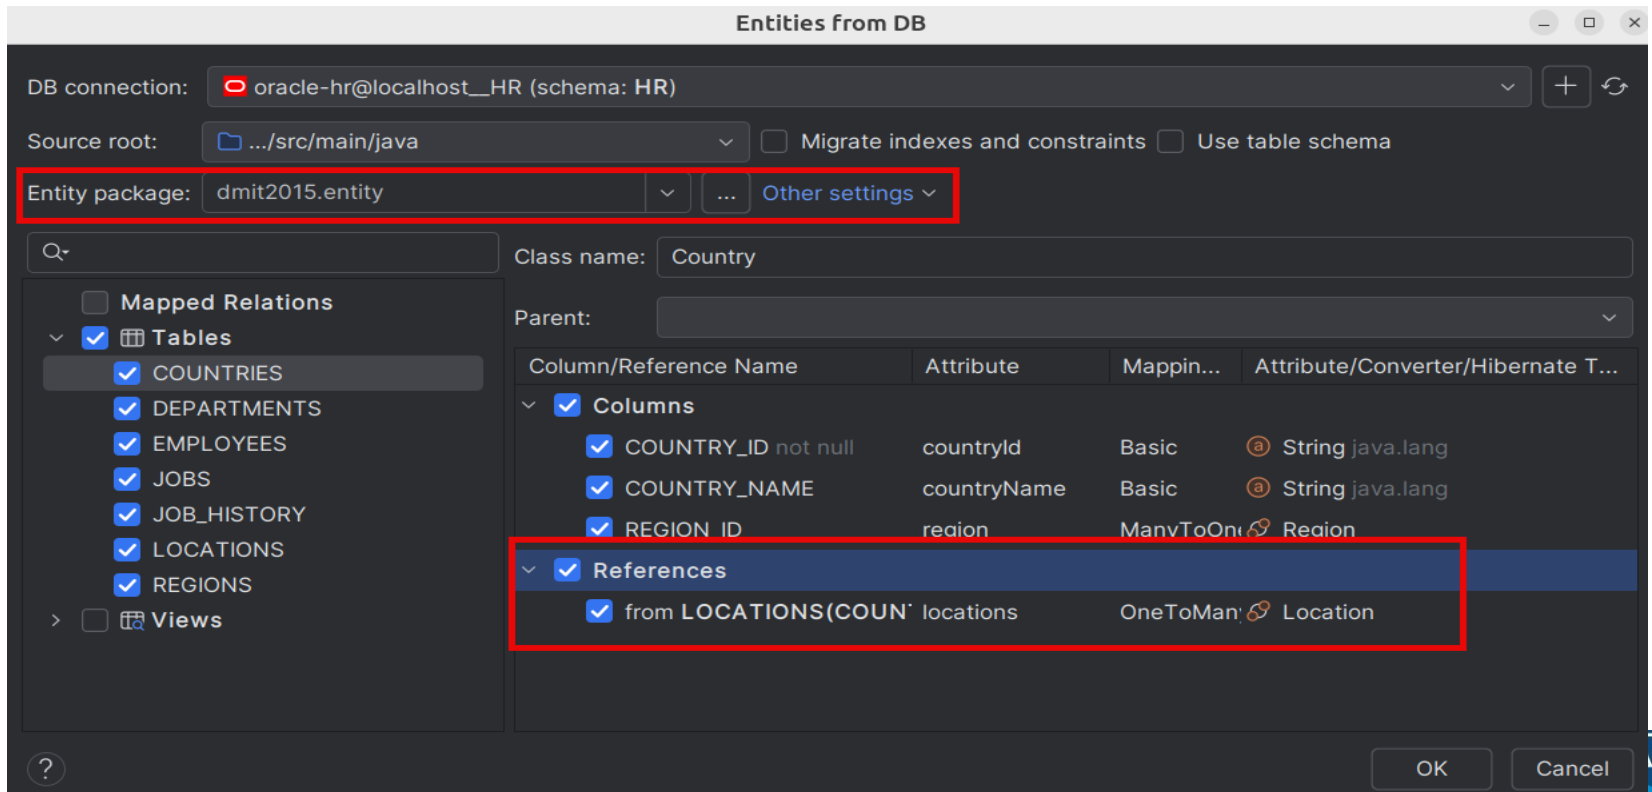 Entities from DB
DB connection: oracle-hr@localhost__HR (schema: HR)
Source root: .../src/main/java Migrate indexes and constraints Use table schema
Entity package: dmit2015.entity ... Other settings
Class name: Country
Mapped Relations
Parent:
Tables
COUNTRIES
DEPARTMENTS
EMPLOYEES
JOBS
JOB_HISTORY
LOCATIONS
REGIONS
Views
Column/Reference Name Attribute Mappin... Attribute/Converter/Hibernate T...
Columns
COUNTRY_ID not null countryId Basic String java.lang
COUNTRY_NAME countryName Basic String java.lang
REGION_ID region ManyToOn Region
References
from LOCATIONS(COUN locations OneToMan Location
? OK Cancel